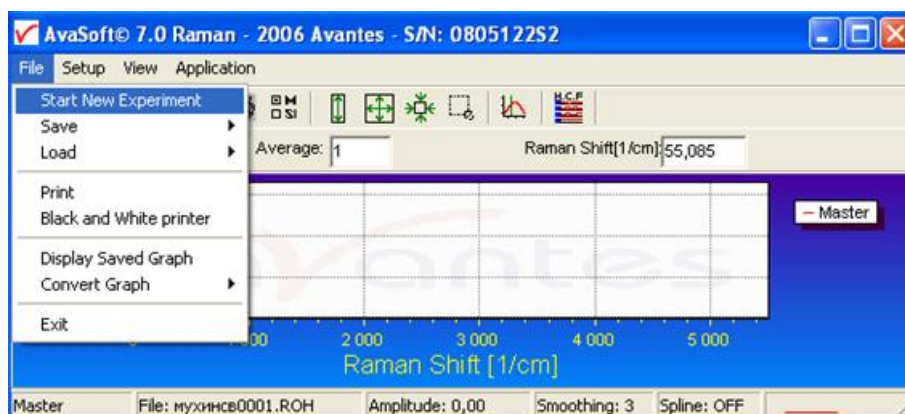 AvaSoft© 7.0 Raman - 2006 Avantes - S/N: 0805122S2
File Setup View Application
Start New Experiment
Save
Load
Print
Black and White printer
Display Saved Graph
Convert Graph
Exit
Average: 1 Raman Shift[1/cm] 55,085
Master
2 000 3 000 4 000 5 000
Raman Shift [1/cm]
Master File: мухинсв0001.ROH Amplitude: 0,00 Smoothing: 3 Spline: OFF